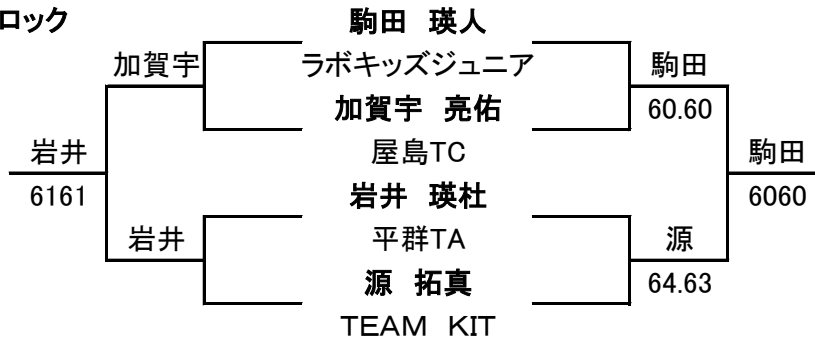 ロック
駒田 瑛人
加賀宇 ラボキッズジュニア 駒田
加賀宇 亮佑 60.60
岩井 屋島TC 駒田
6161 岩井 瑛杜 6060
岩井 平群TA 源
源 拓真 64.63
TEAM KIT